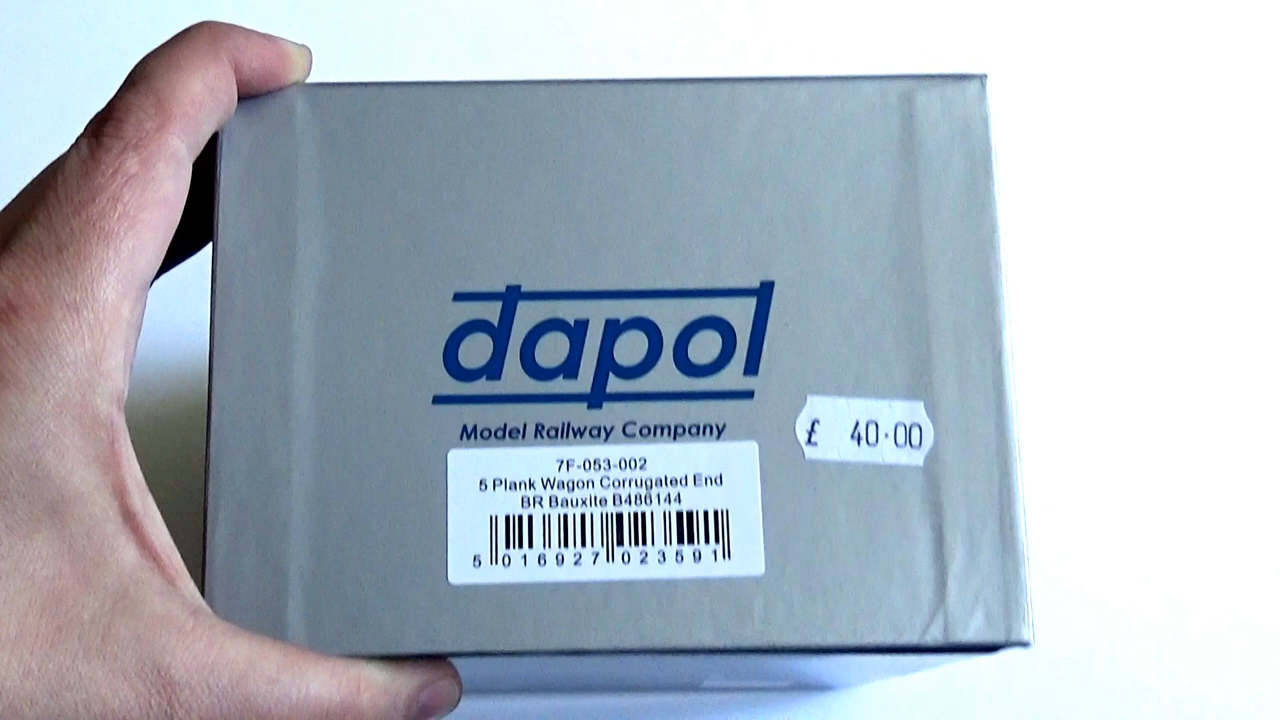 dapol
Model Railway Company
£ 40.00
7F-053-002
5 Plank Wagon Corrugated End
BR Bauxite B486144
5 016927 023591